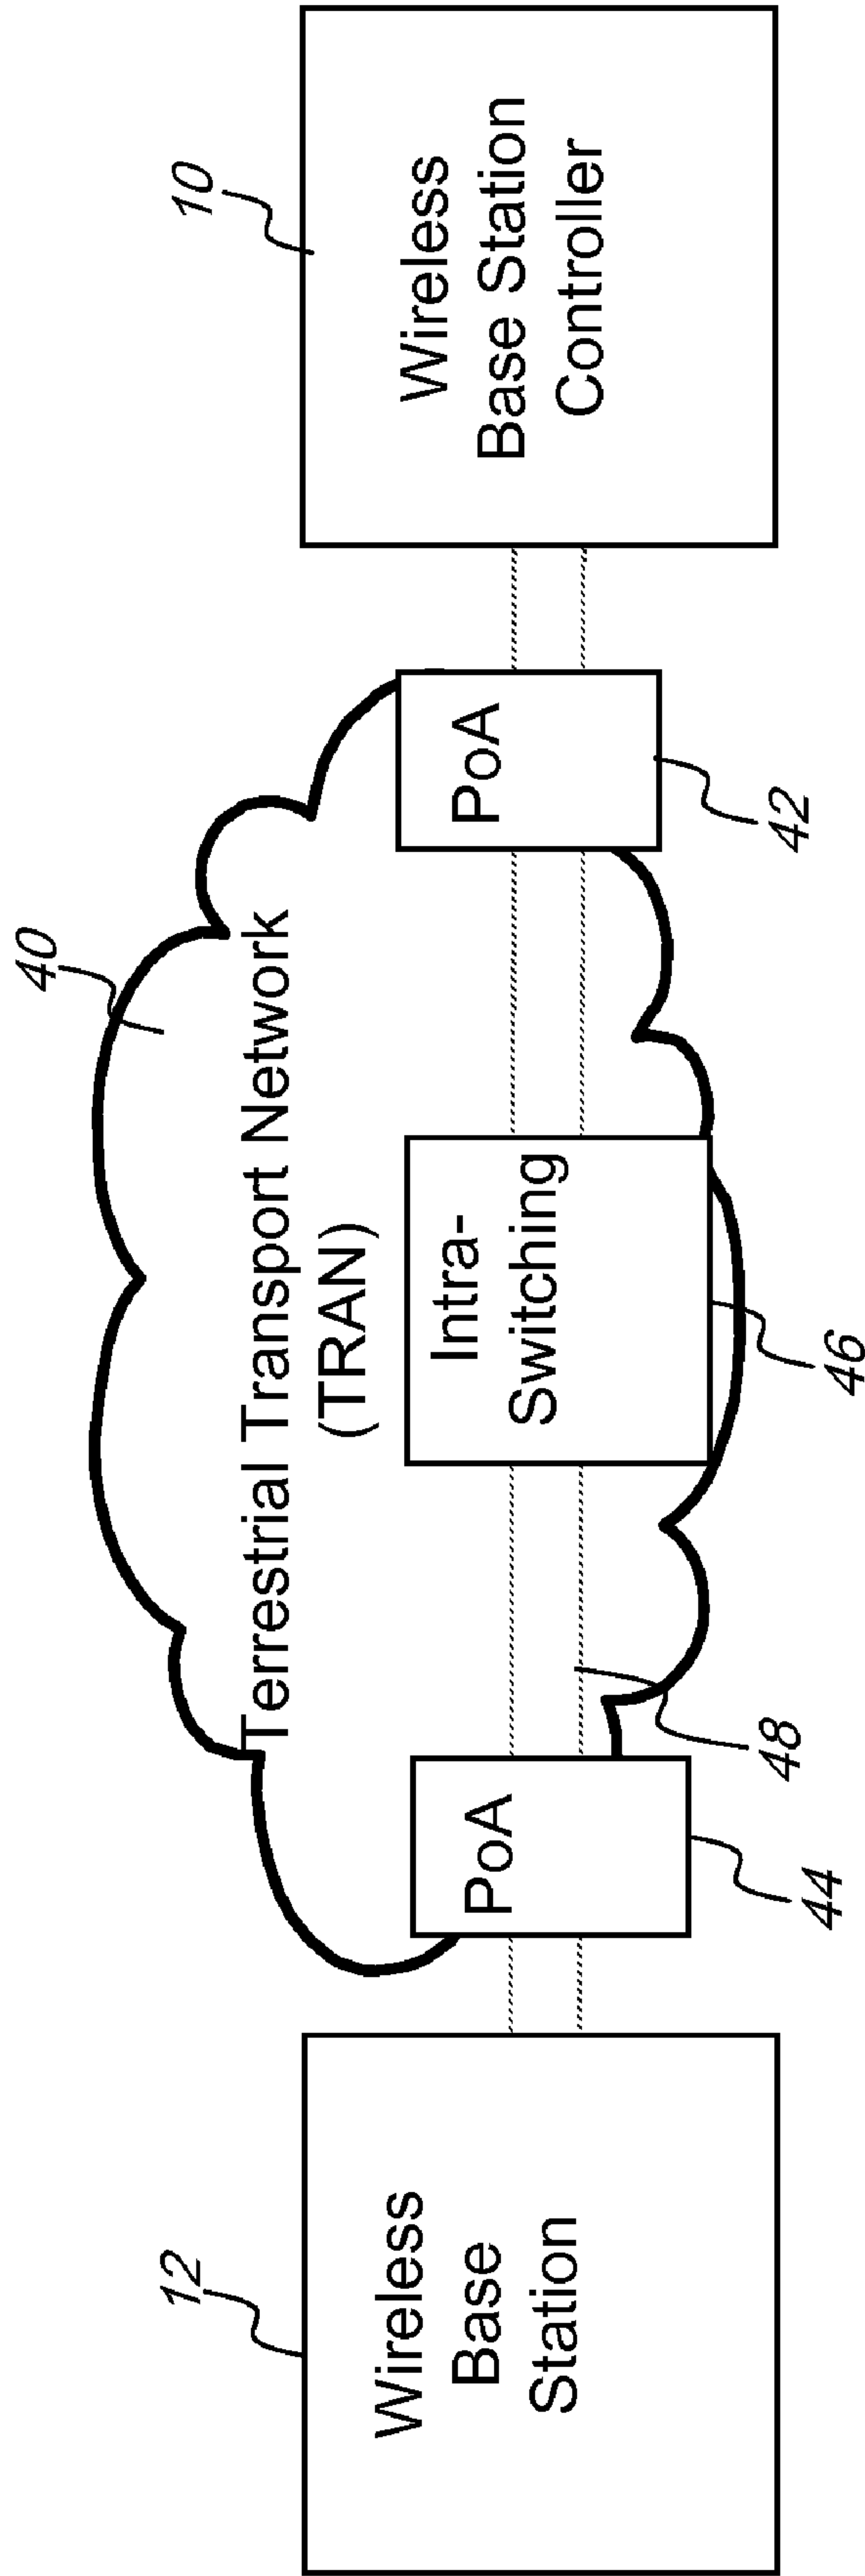 40
Terrestrial Transport Network
(TRAN)
12
Wireless
Base
Station
PoA
44
48
Intra-
Switching
46
PoA
42
10
Wireless
Base Station
Controller